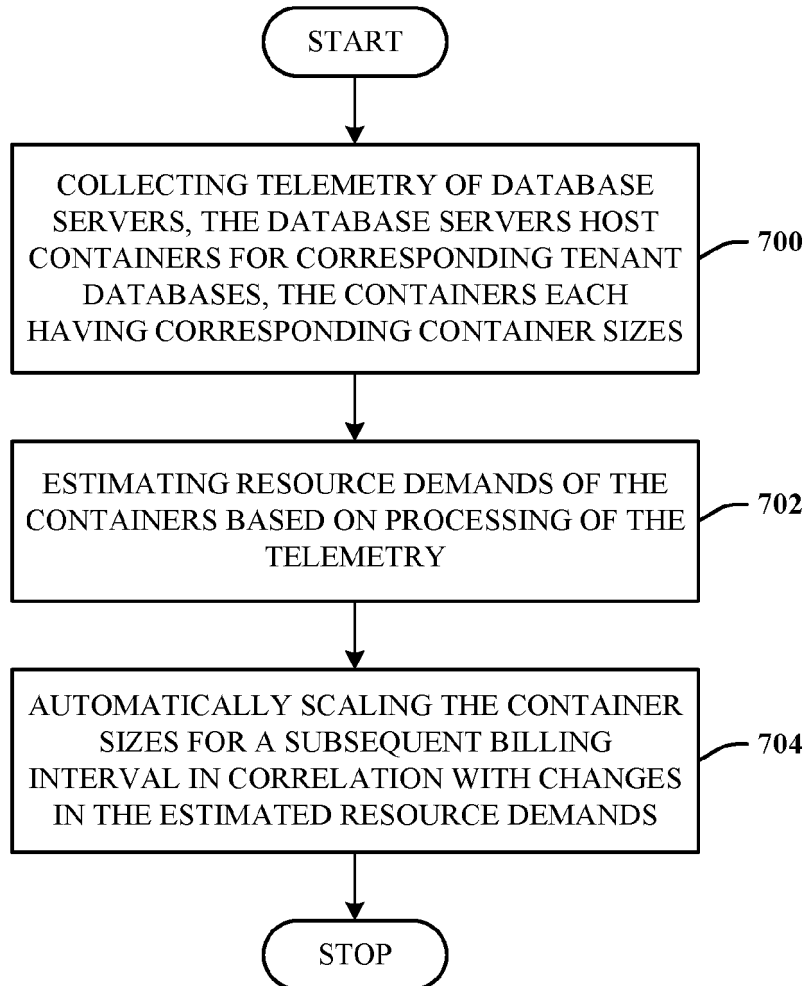 START
COLLECTING TELEMETRY OF DATABASE
SERVERS, THE DATABASE SERVERS HOST
CONTAINERS FOR CORRESPONDING TENANT
DATABASES, THE CONTAINERS EACH
HAVING CORRESPONDING CONTAINER SIZES
700
ESTIMATING RESOURCE DEMANDS OF THE
CONTAINERS BASED ON PROCESSING OF THE
TELEMETRY
702
AUTOMATICALLY SCALING THE CONTAINER
SIZES FOR A SUBSEQUENT BILLING
INTERVAL IN CORRELATION WITH CHANGES
IN THE ESTIMATED RESOURCE DEMANDS
704
STOP